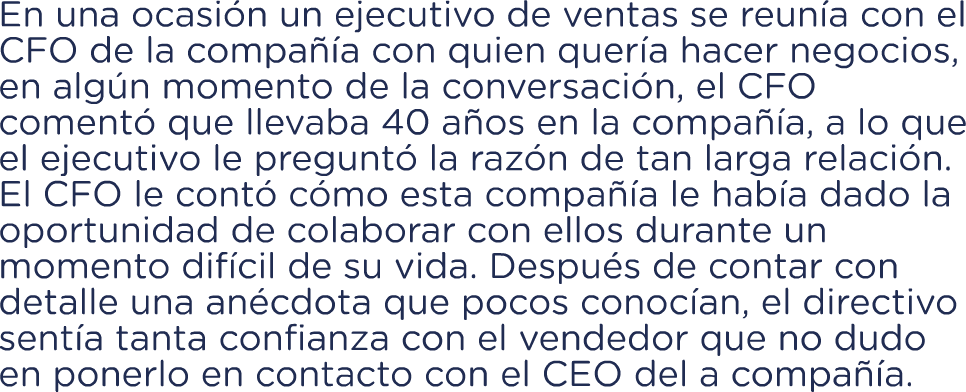 En una ocasión un ejecutivo de ventas se reunía con el
CFO de la compañía con quien quería hacer negocios,
en algún momento de la conversación, el CFO
comentó que llevaba 40 años en la compañía, a lo que
el ejecutivo le preguntó la razón de tan larga relación.
El CFO le contó cómo esta compañía le había dado la
oportunidad de colaborar con ellos durante un
momento difícil de su vida. Después de contar con
detalle una anécdota que pocos conocían, el directivo
sentía tanta confianza con el vendedor que no dudo
en ponerlo en contacto con el CEO del a compañía.